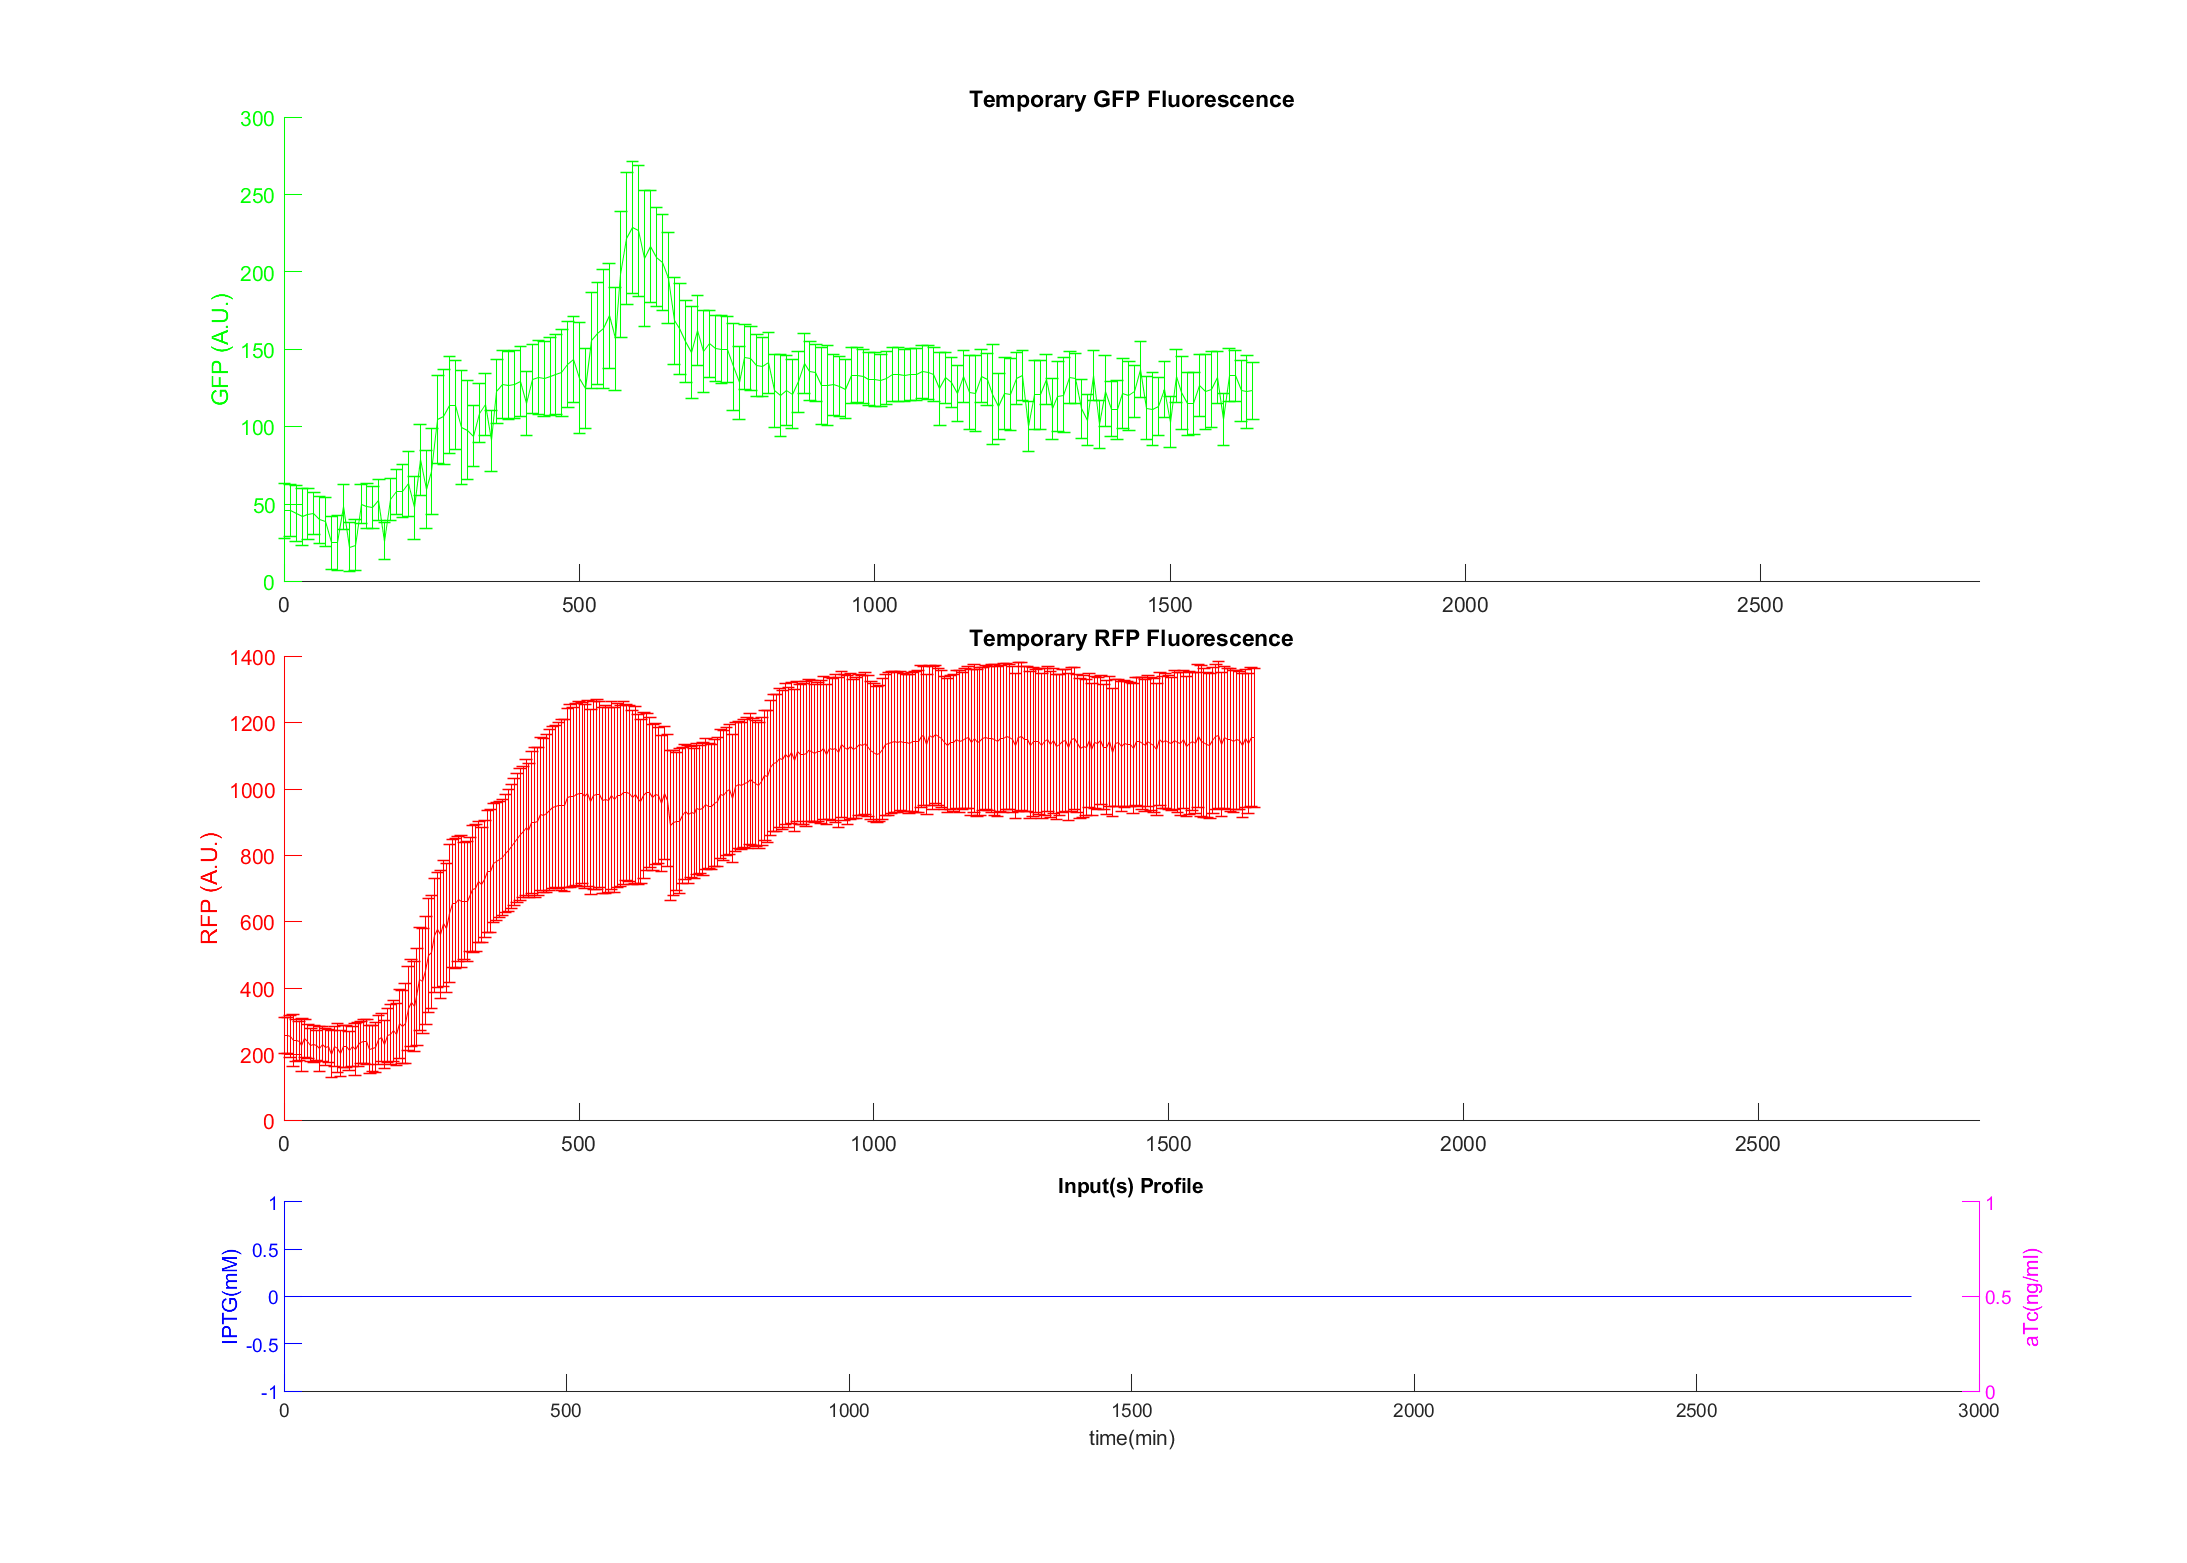 Temporary GFP Fluorescence
300
250
200
150
100
50
0
GFP (A.U.)
0 500 1000 1500 2000 2500
Temporary RFP Fluorescence
1400
1200
1000
800
600
400
200
0
RFP (A.U.)
0 500 1000 1500 2000 2500
Input(s) Profile
1
0.5
0
-0.5
-1
IPTG(mM)
1
0.5
0
aTc(ng/ml)
0 500 1000 1500 2000 2500 3000
time(min)